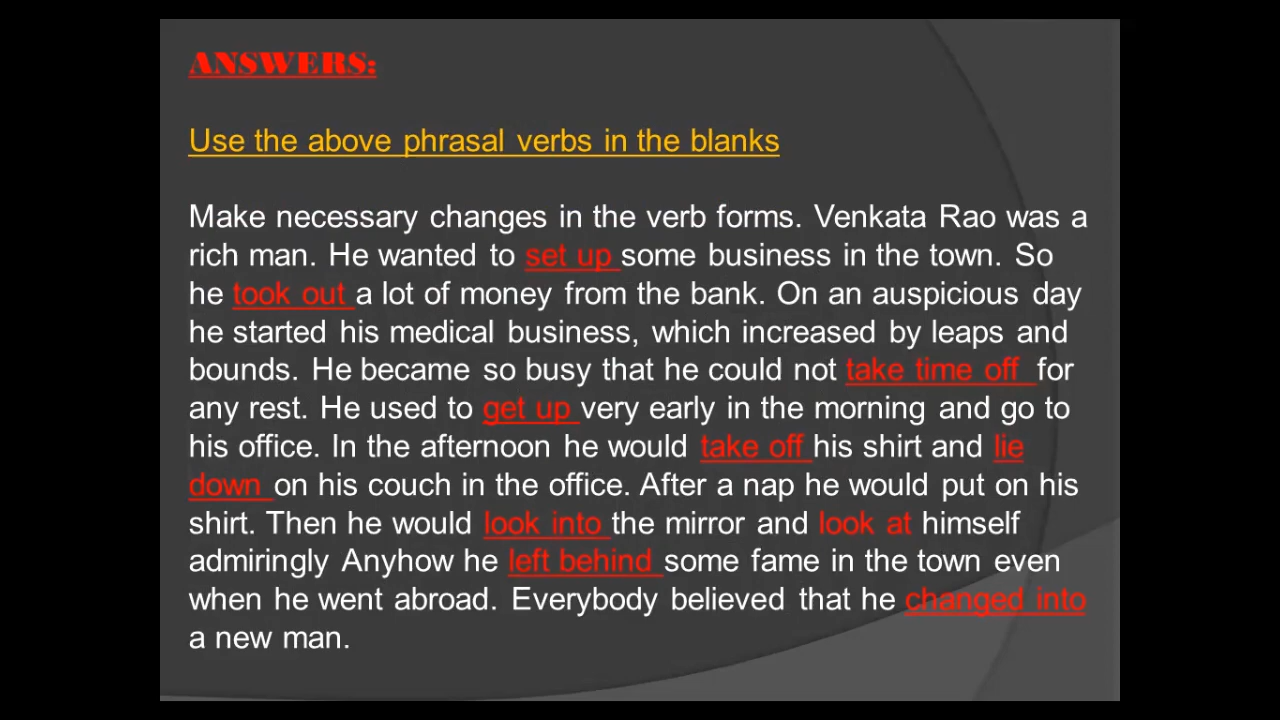 ANSWERS:
Use the above phrasal verbs in the blanks
Make necessary changes in the verb forms. Venkata Rao was a
rich man. He wanted to set up some business in the town. So
he took out a lot of money from the bank. On an auspicious day
he started his medical business, which increased by leaps and
bounds. He became so busy that he could not take time off for
any rest. He used to get up very early in the morning and go to
his office. In the afternoon he would take off his shirt and lie
down on his couch in the office. After a nap he would put on his
shirt. Then he would look into the mirror and look at himself
admiringly Anyhow he left behind some fame in the town even
when he went abroad. Everybody believed that he changed into
a new man.